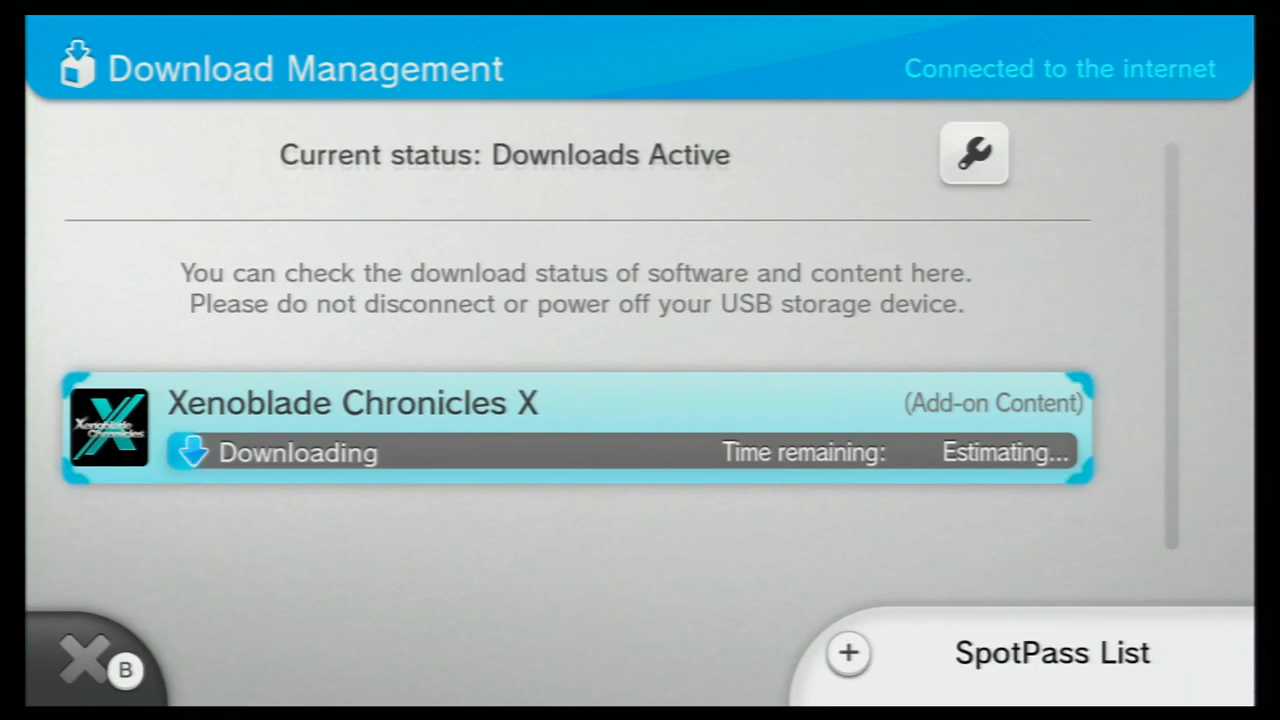 Download Management
Connected to the internet
Current status: Downloads Active
You can check the download status of software and content here.
Please do not disconnect or power off your USB storage device.
Xenoblade Chronicles X
(Add-on Content)
Xenoblade
Chronicles
X
Downloading
Time remaining: Estimating...
B
+
SpotPass List